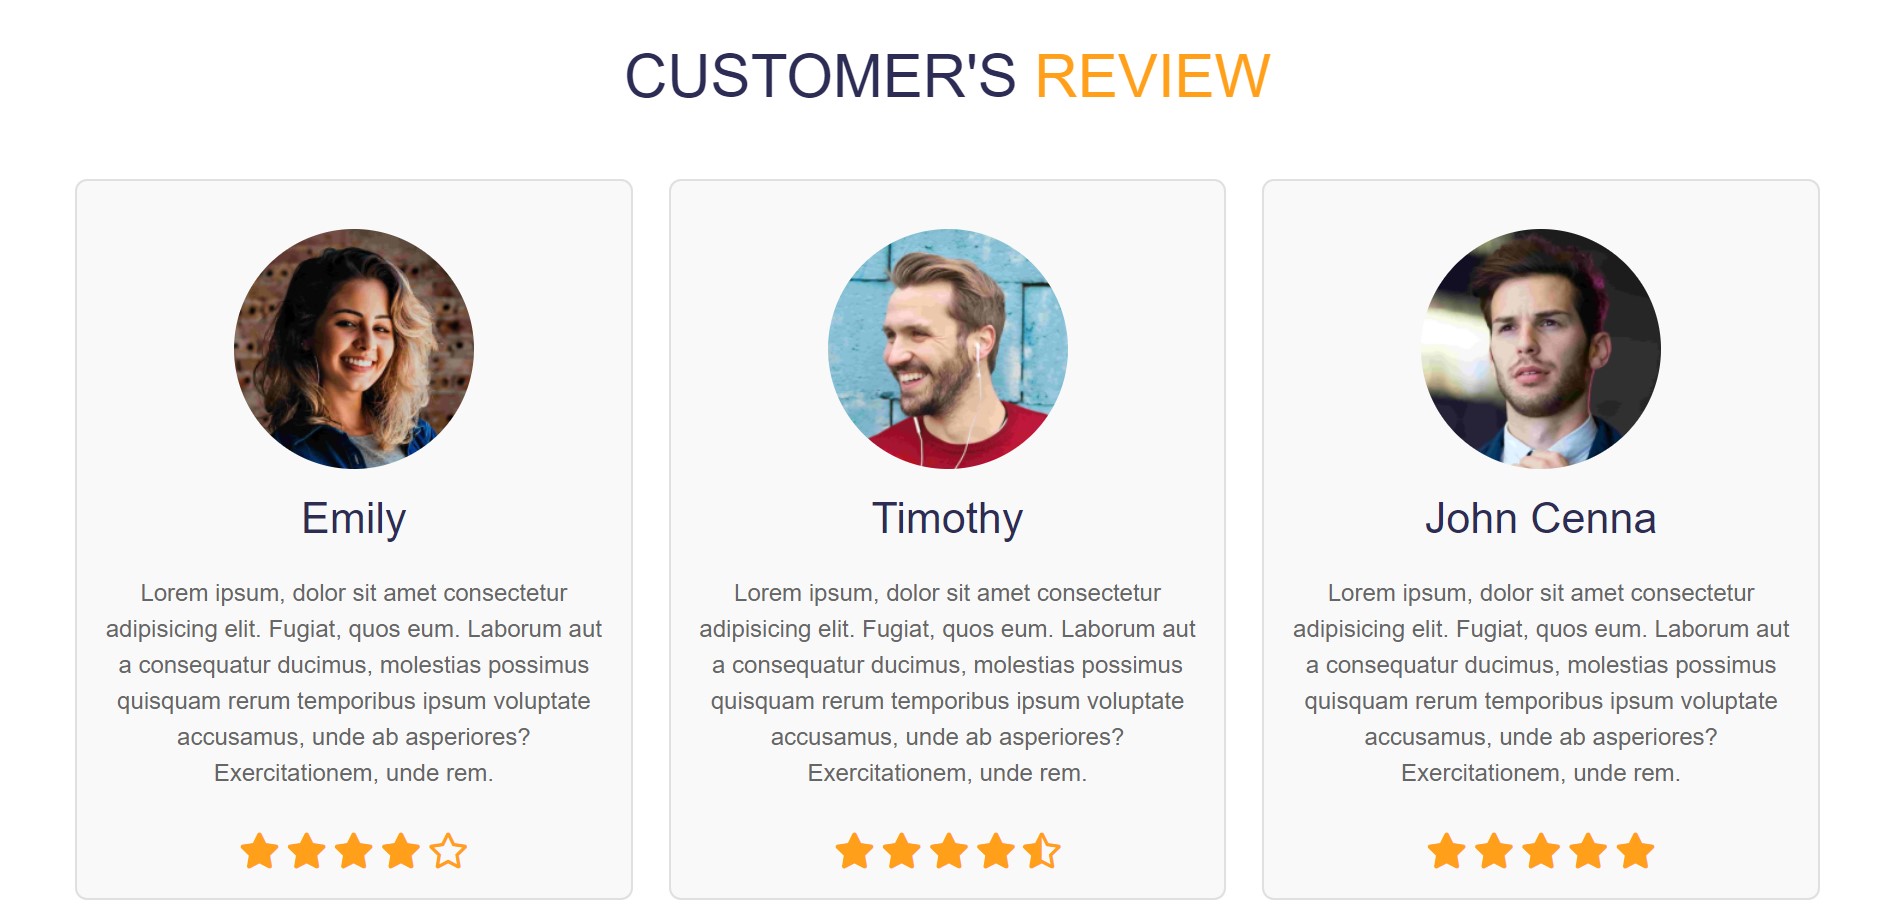 CUSTOMER'S REVIEW
Emily
Lorem ipsum, dolor sit amet consectetur
adipisicing elit. Fugiat, quos eum. Laborum aut
a consequatur ducimus, molestias possimus
quisquam rerum temporibus ipsum voluptate
accusamus, unde ab asperiores?
Exercitationem, unde rem.
Timothy
Lorem ipsum, dolor sit amet consectetur
adipisicing elit. Fugiat, quos eum. Laborum aut
a consequatur ducimus, molestias possimus
quisquam rerum temporibus ipsum voluptate
accusamus, unde ab asperiores?
Exercitationem, unde rem.
John Cenna
Lorem ipsum, dolor sit amet consectetur
adipisicing elit. Fugiat, quos eum. Laborum aut
a consequatur ducimus, molestias possimus
quisquam rerum temporibus ipsum voluptate
accusamus, unde ab asperiores?
Exercitationem, unde rem.